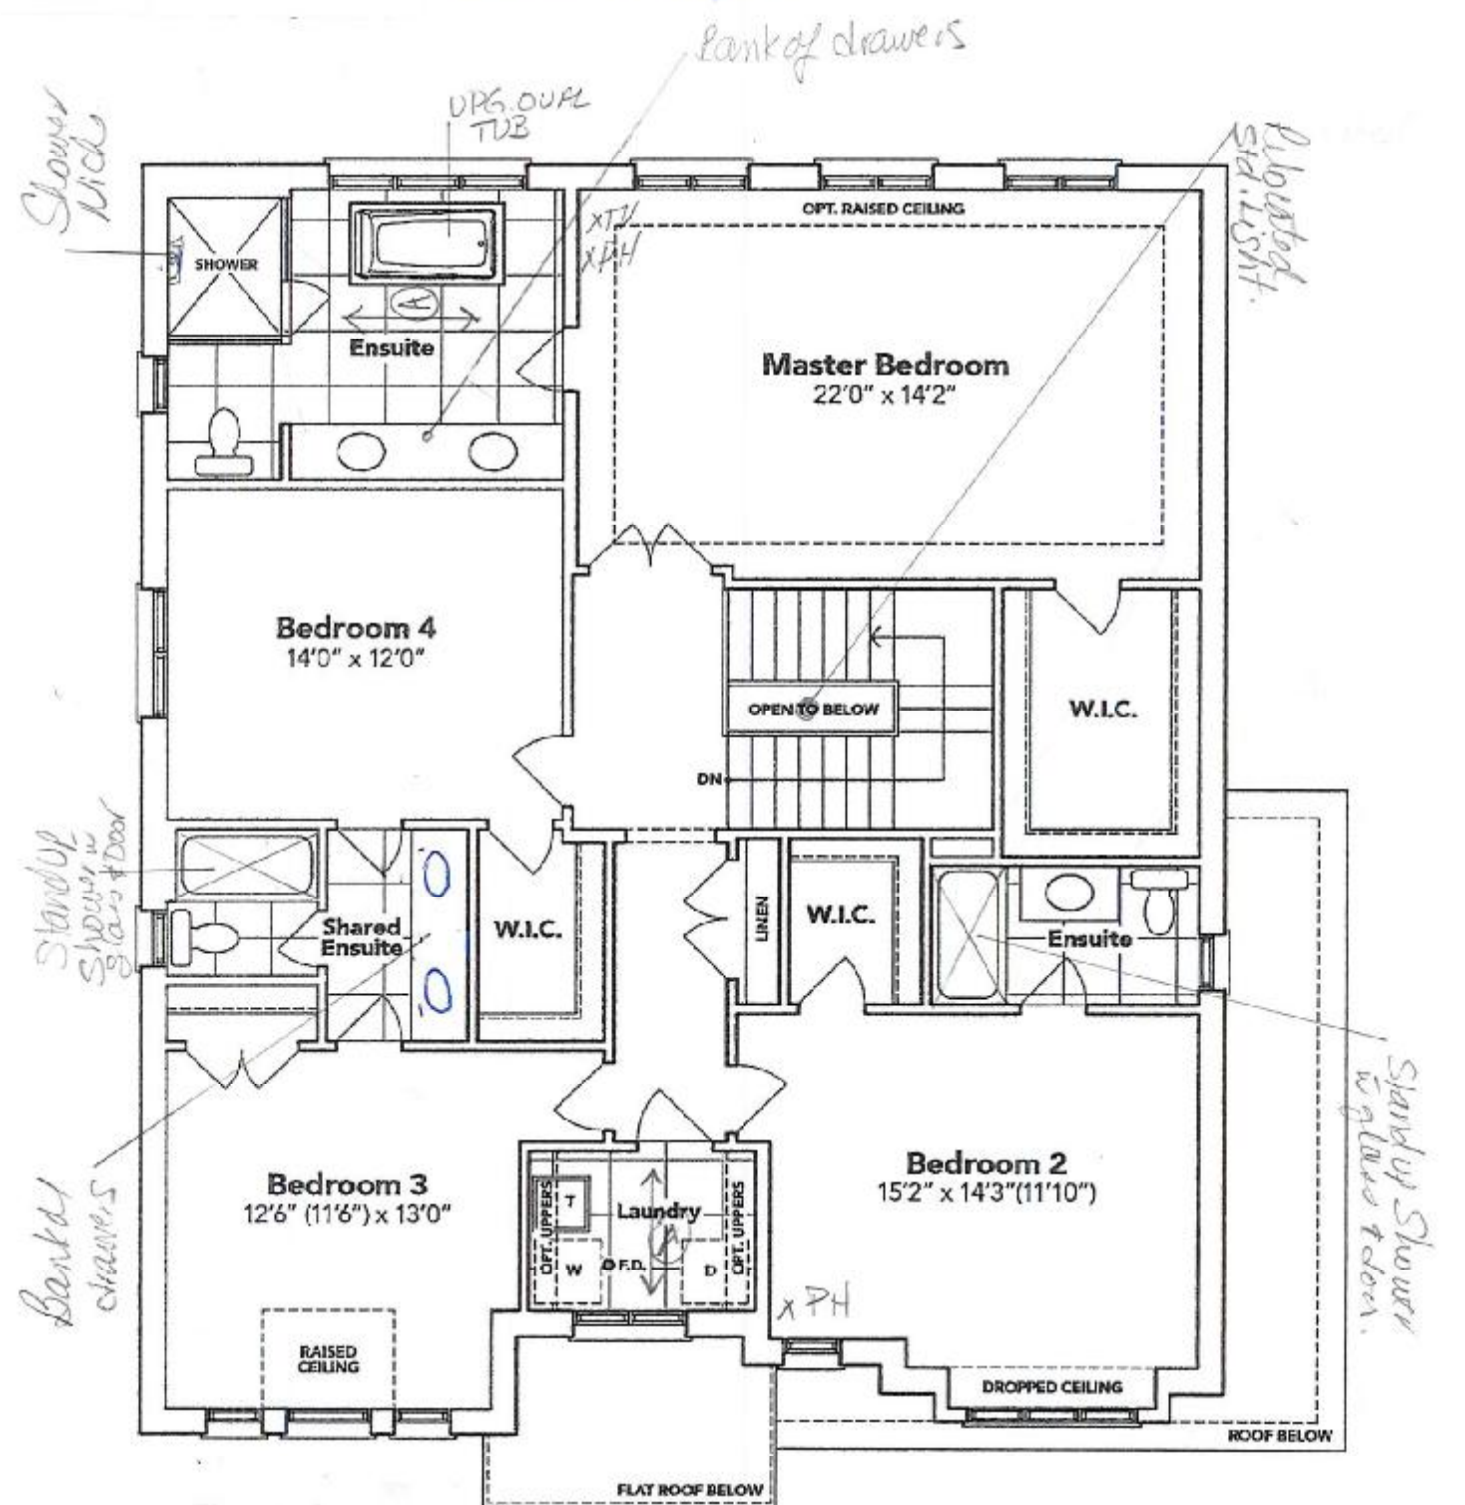 Bank of drawers
UPG. OVAL
TUB
Shower
Nich
Relocated
Std. Light.
OPT. RAISED CEILING
XTV
XPH
SHOWER
A
Ensuite
Master Bedroom
22'0" x 14'2"
Bedroom 4
14'0" x 12'0"
OPEN TO BELOW
W.I.C.
DN
Standup
Shower w
glass & Door
Shared
Ensuite
W.I.C.
LINEN
W.I.C.
Ensuite
Standup Shower
w glass & door.
Bank of
drawers
Bedroom 3
12'6" (11'6") x 13'0"
OPT. UPPERS
T
Laundry
A
OPT. UPPERS
W
F.D.
D
Bedroom 2
15'2" x 14'3"(11'10")
x PH
RAISED
CEILING
DROPPED CEILING
ROOF BELOW
FLAT ROOF BELOW